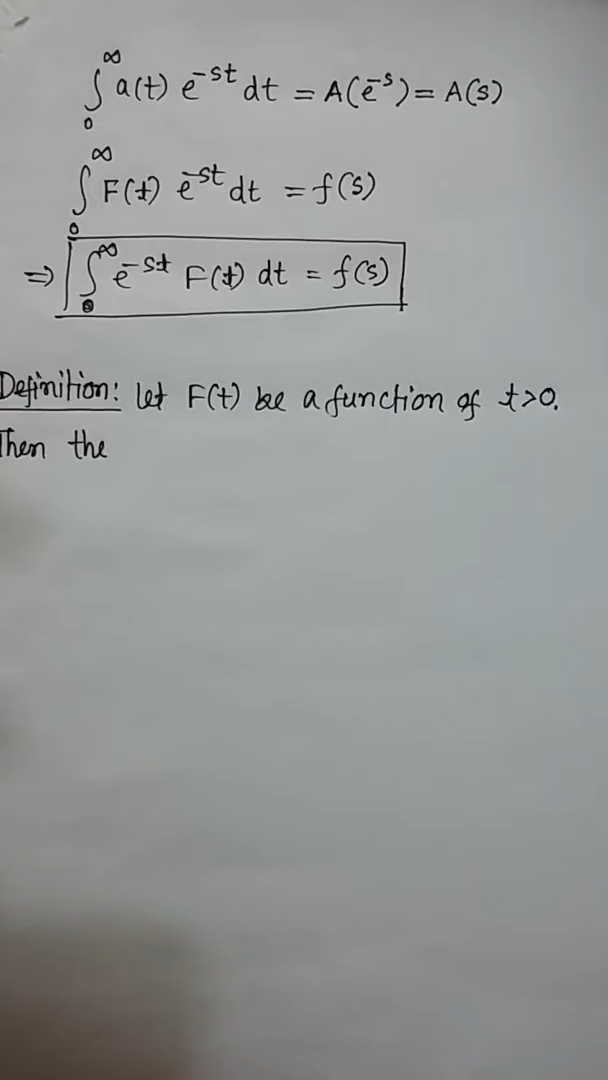 ∫₀^∞ a(t) e^-st dt = A(e^-s) = A(s)
∫₀^∞ F(t) e^-st dt = f(s)
⇒ ∫₀^∞ e^-st F(t) dt = f(s)
Definition: Let F(t) be a function of t>0.
Then the